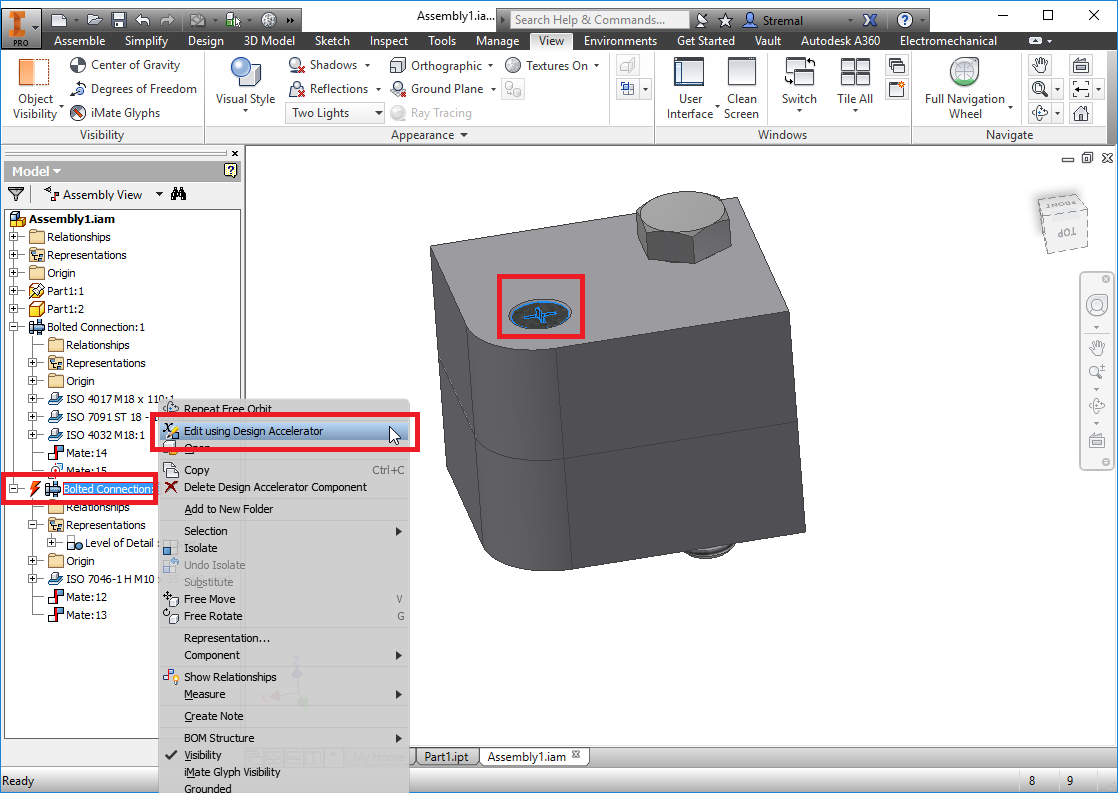 Assembly1.ia...
Search Help & Commands...
Stremal
PRO
Assemble Simplify Design 3D Model Sketch Inspect Tools Manage View Environments Get Started Vault Autodesk A360 Electromechanical
Object
Visibility
Center of Gravity
Degrees of Freedom
iMate Glyphs
Visibility
Visual Style
Shadows
Reflections
Two Lights
Orthographic
Ground Plane
Ray Tracing
Textures On
Appearance
User
Interface
Clean
Screen
Switch
Tile All
Windows
Full Navigation
Wheel
Navigate
Model
Assembly View
Assembly1.iam
Relationships
Representations
Origin
Part1:1
Part1:2
Bolted Connection:1
Relationships
Representations
Origin
ISO 4017 M18 x 110:1
ISO 7091 ST 18 -
ISO 4032 M18:1
Mate:14
Mate:15
Bolted Connection:
Relationships
Representations
Level of Detail
Origin
ISO 7046-1 H M10 x
Mate:12
Mate:13
Repeat Free Orbit
Edit using Design Accelerator
Open
Copy Ctrl+C
Delete Design Accelerator Component
Add to New Folder
Selection
Isolate
Undo Isolate
Substitute
Free Move V
Free Rotate G
Representation...
Component
Show Relationships
Measure
Create Note
BOM Structure
Visibility
iMate Glyph Visibility
Grounded
FRONT
TOP
My Home
Part1.ipt
Assembly1.iam
Ready
8 9